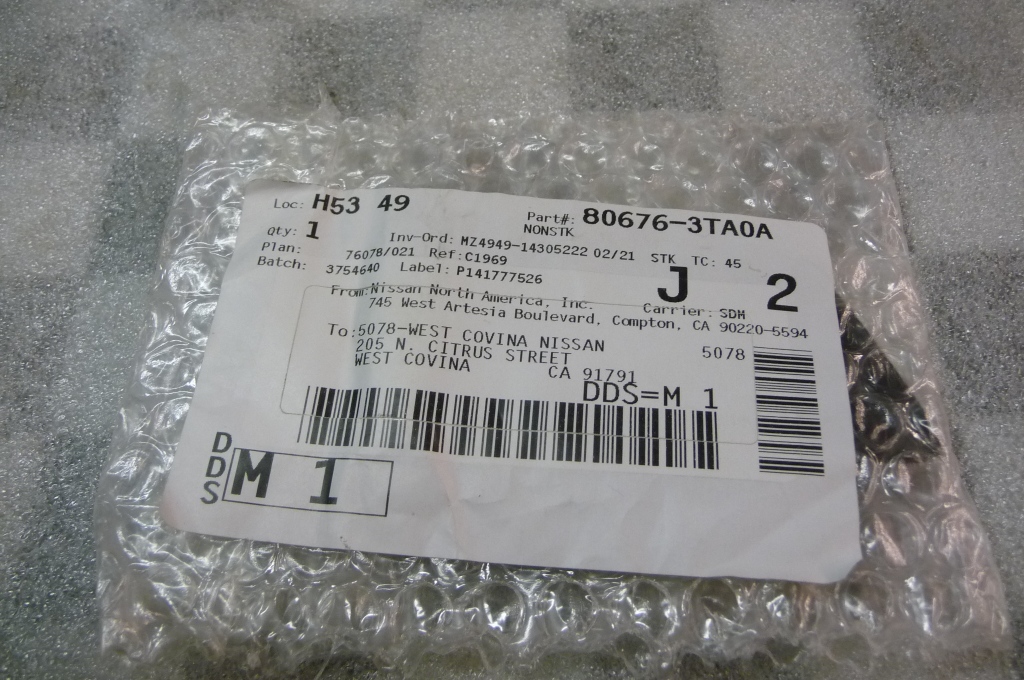 Loc: H53 49
Part#: 80676-3TA0A
NONSTK
Qty: 1
Inv-Ord: MZ4949-14305222 02/21 STK TC: 45
Plan: 76078/021 Ref:C1969
Batch: 3754640 Label: P141777526
J 2
From:Nissan North America, Inc. Carrier: SDM
745 West Artesia Boulevard, Compton, CA 90220-5594
To:5078-WEST COVINA NISSAN 5078
205 N. CITRUS STREET
WEST COVINA CA 91791
DDS=M 1
DDS M 1